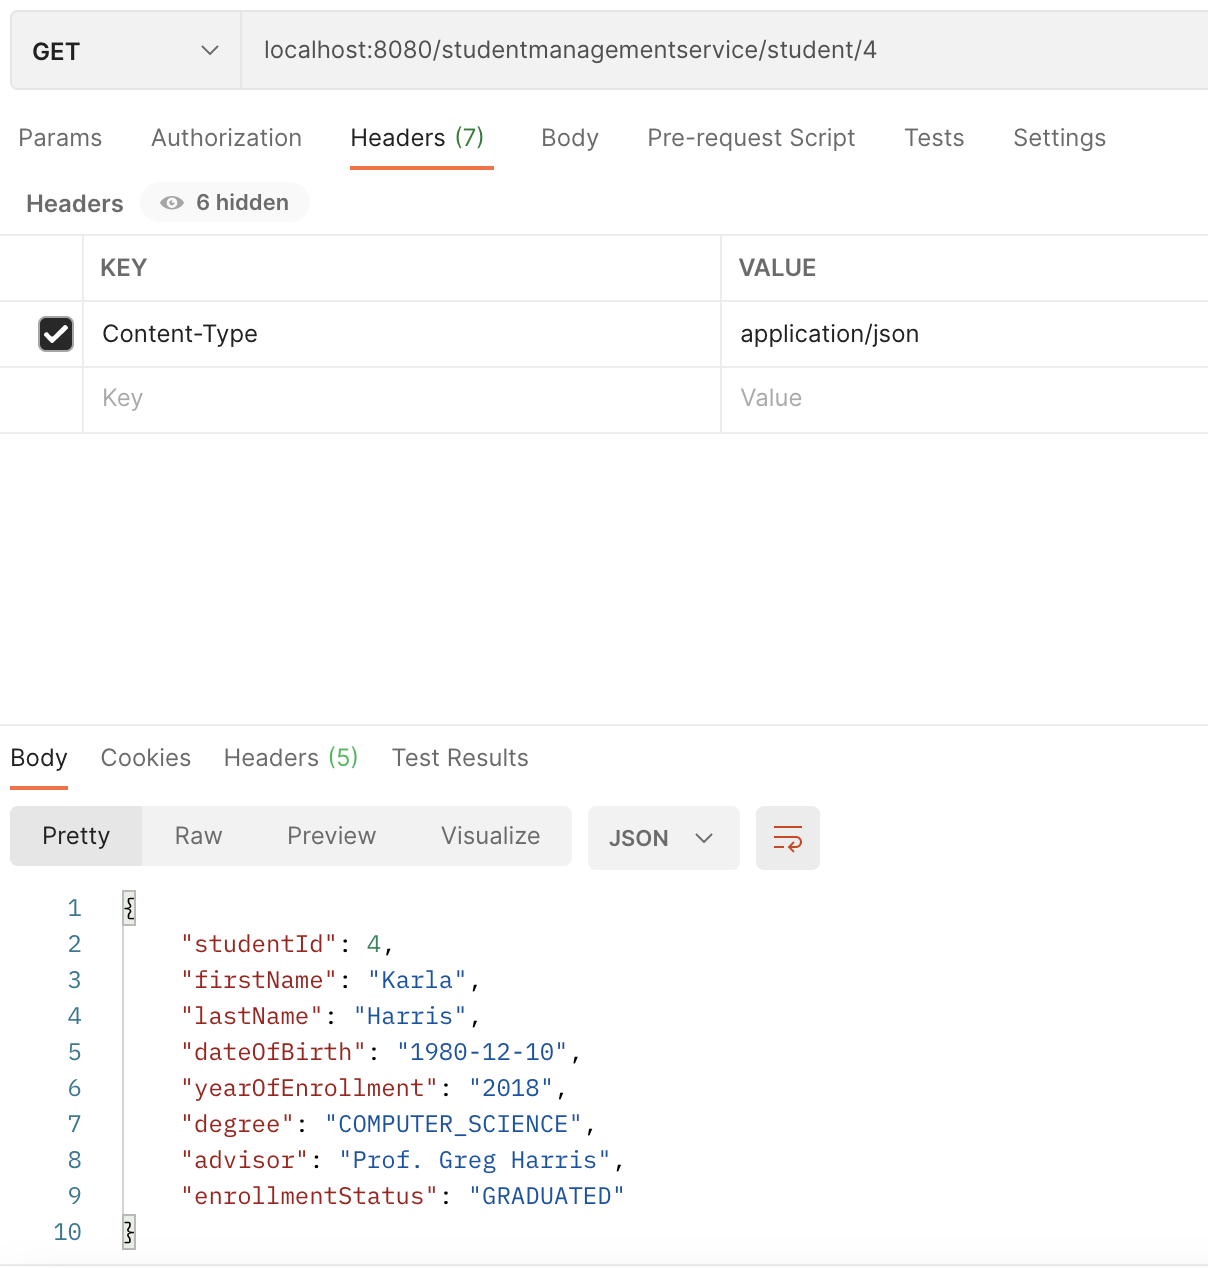 GET localhost:8080/studentmanagementservice/student/4
Params Authorization Headers (7) Body Pre-request Script Tests Settings
Headers 6 hidden
KEY VALUE
Content-Type application/json
Key Value
Body Cookies Headers (5) Test Results
Pretty Raw Preview Visualize JSON
1 {
2 "studentId": 4,
3 "firstName": "Karla",
4 "lastName": "Harris",
5 "dateOfBirth": "1980-12-10",
6 "yearOfEnrollment": "2018",
7 "degree": "COMPUTER_SCIENCE",
8 "advisor": "Prof. Greg Harris",
9 "enrollmentStatus": "GRADUATED"
10 }